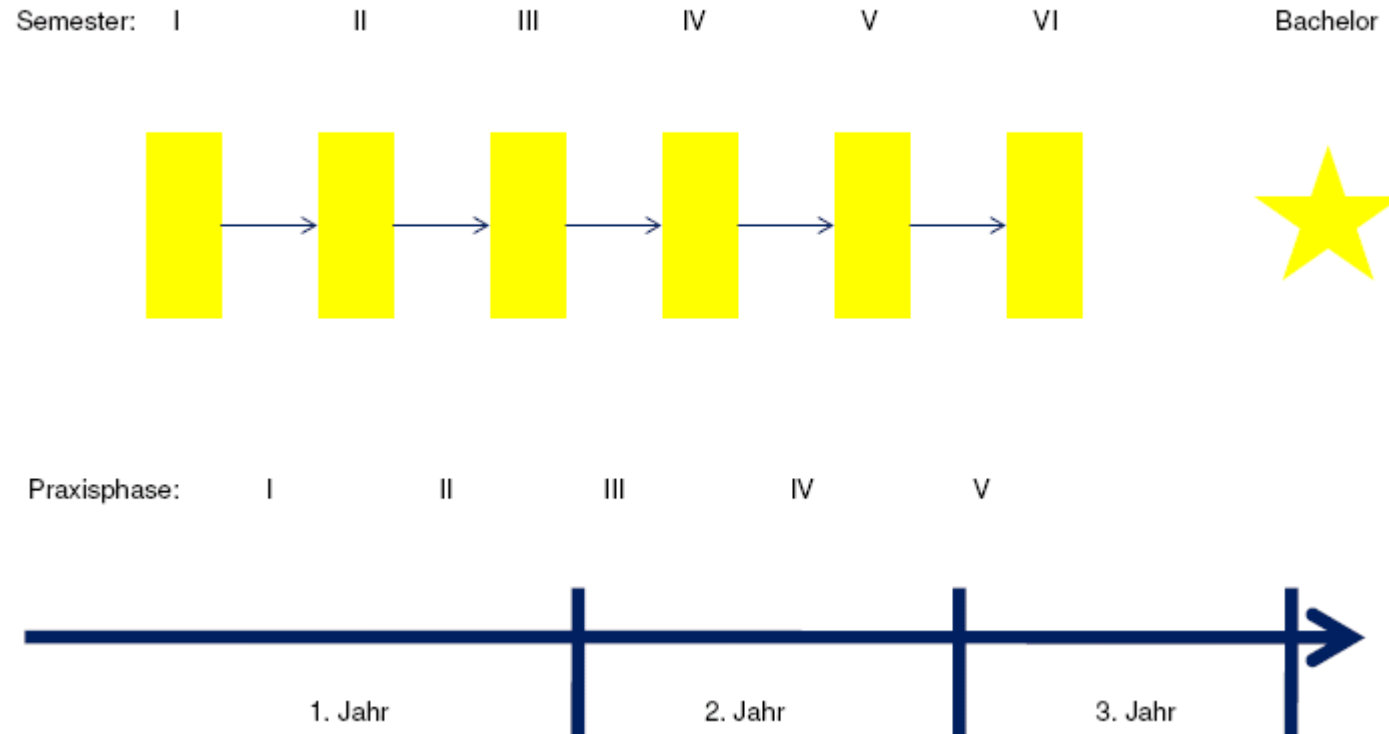 Semester: I II III IV V VI Bachelor
Praxisphase: I II III IV V
1. Jahr 2. Jahr 3. Jahr